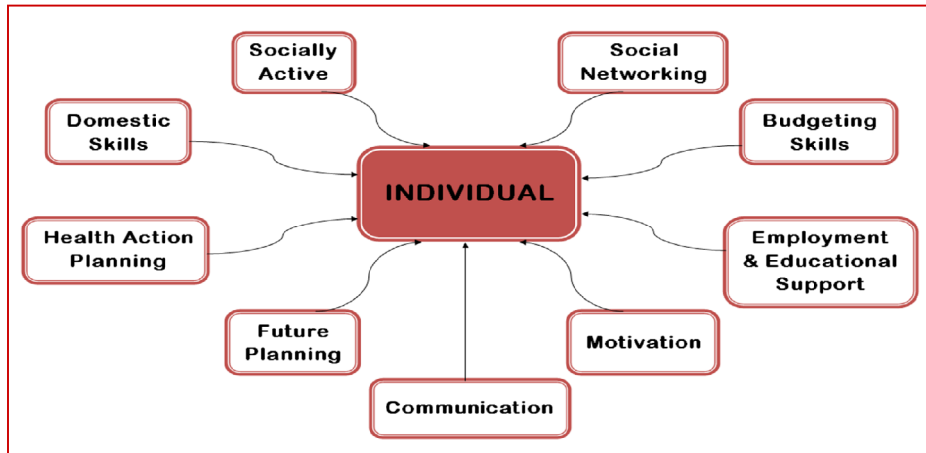 Socially
Active
Social
Networking
Domestic
Skills
Budgeting
Skills
INDIVIDUAL
Health Action
Planning
Employment
& Educational
Support
Future
Planning
Motivation
Communication